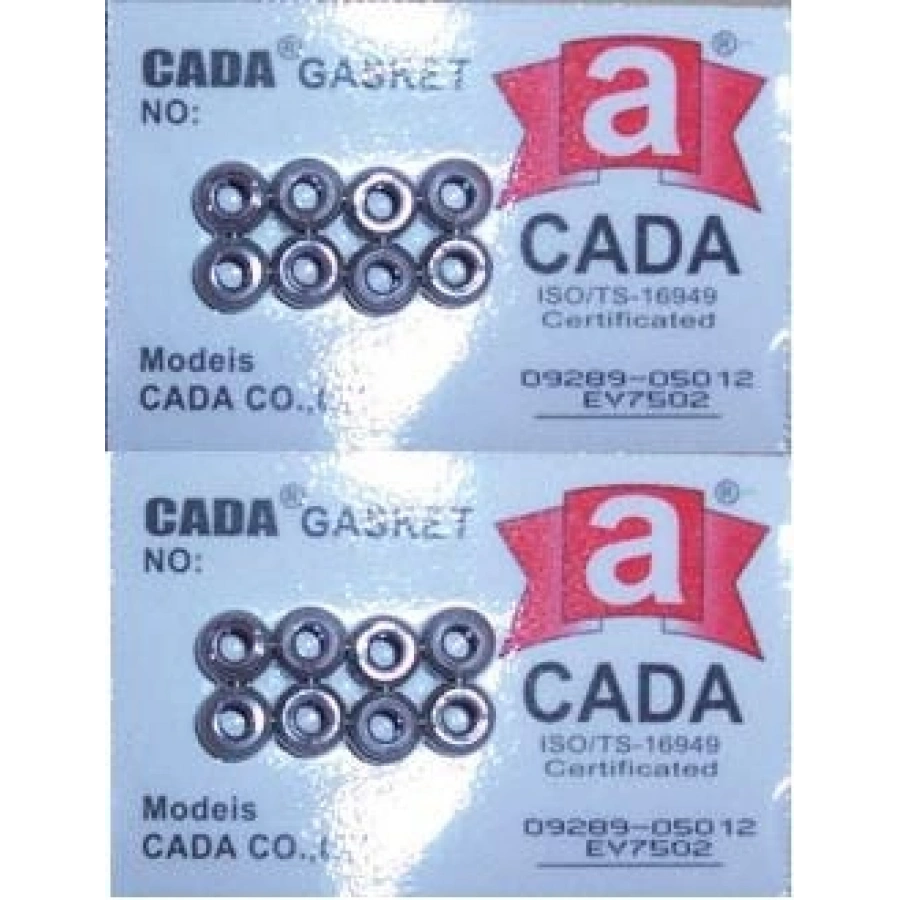 CADA® GASKET
NO:
a®
CADA
ISO/TS-16949
Certificated
Modeis
CADA CO.,
09289-05012
EV7502
CADA® GASKET
NO:
a®
CADA
ISO/TS-16949
Certificated
Modeis
CADA CO.,
09289-05012
EV7502